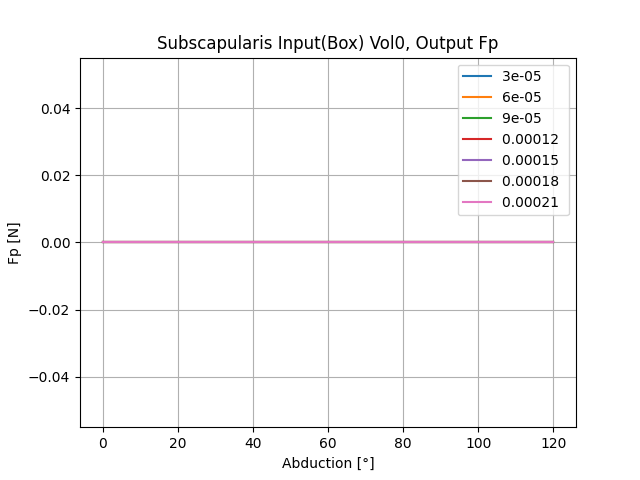 Subscapularis Input(Box) Vol0, Output Fp
3e-05
6e-05
9e-05
0.00012
0.00015
0.00018
0.00021
0.04
0.02
0.00
−0.02
−0.04
Fp [N]
0 20 40 60 80 100 120
Abduction [°]